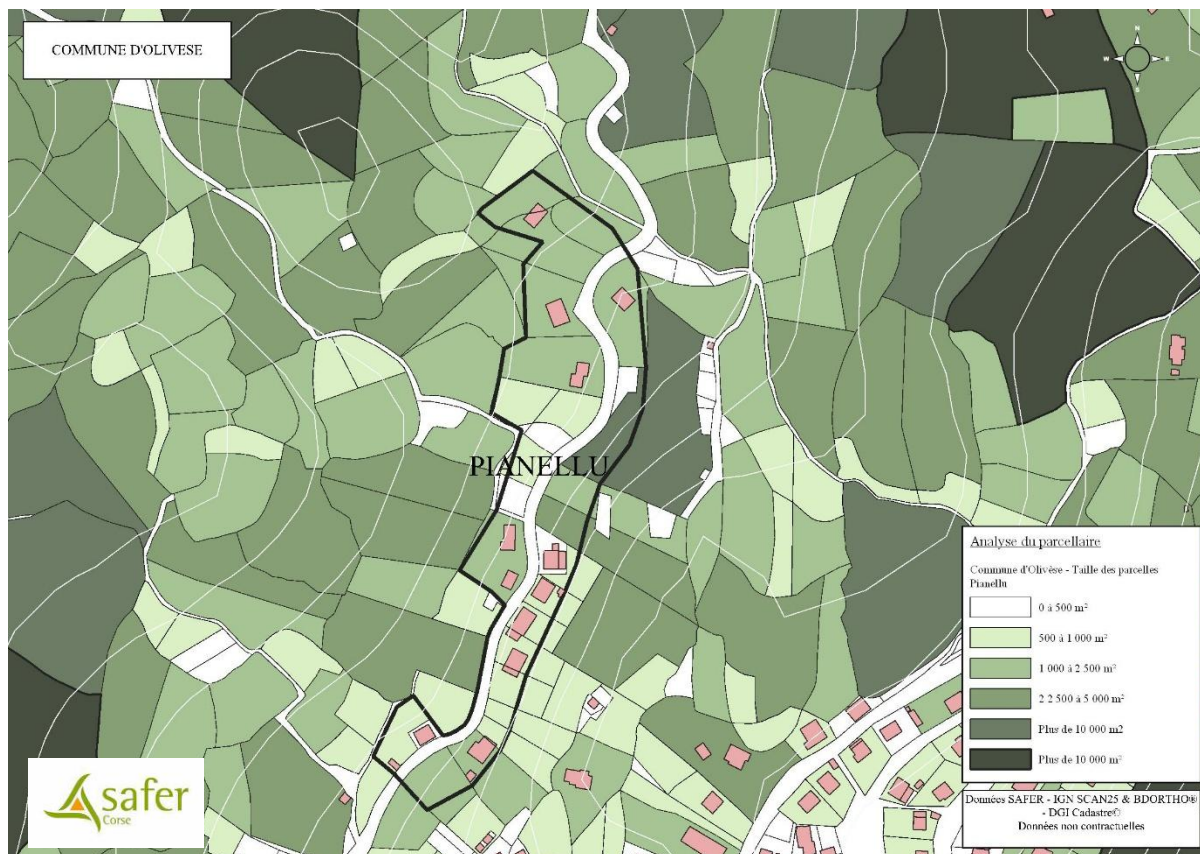 COMMUNE D'OLIVESE
N
W
E
S
PIANELLU
Analyse du parcellaire
Commune d'Olivèse - Taille des parcelles
Pianellu
0 à 500 m²
500 à 1 000 m²
1 000 à 2 500 m²
2 2 500 à 5 000 m²
Plus de 10 000 m2
Plus de 10 000 m²
safer
Corse
Données SAFER - IGN SCAN25 & BDORTHO®
- DGI Cadastre©
Données non contractuelles